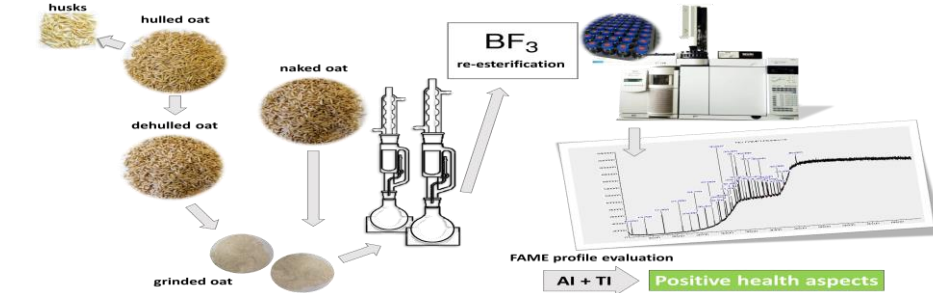 husks
hulled oat
naked oat
dehulled oat
grinded oat
BF₃
re-esterification
FAME profile evaluation
AI + TI
Positive health aspects